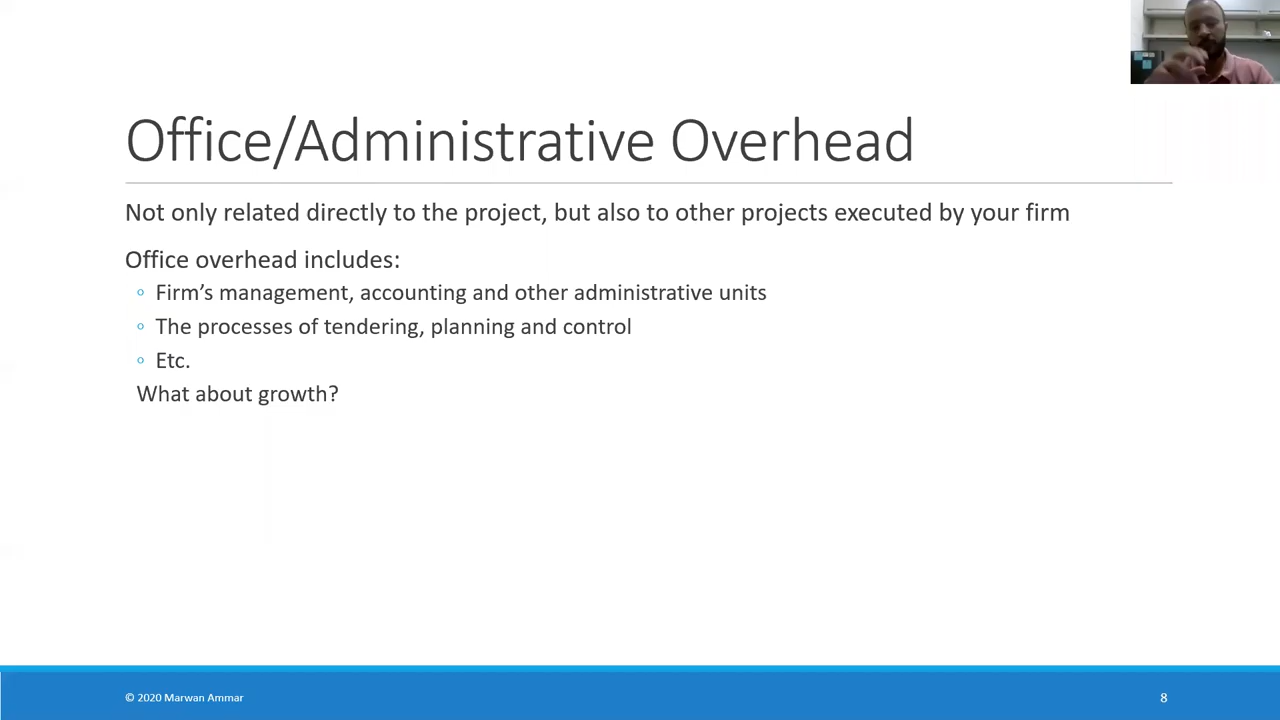 Office/Administrative Overhead
Not only related directly to the project, but also to other projects executed by your firm
Office overhead includes:
◦ Firm’s management, accounting and other administrative units
◦ The processes of tendering, planning and control
◦ Etc.
What about growth?
© 2020 Marwan Ammar
8